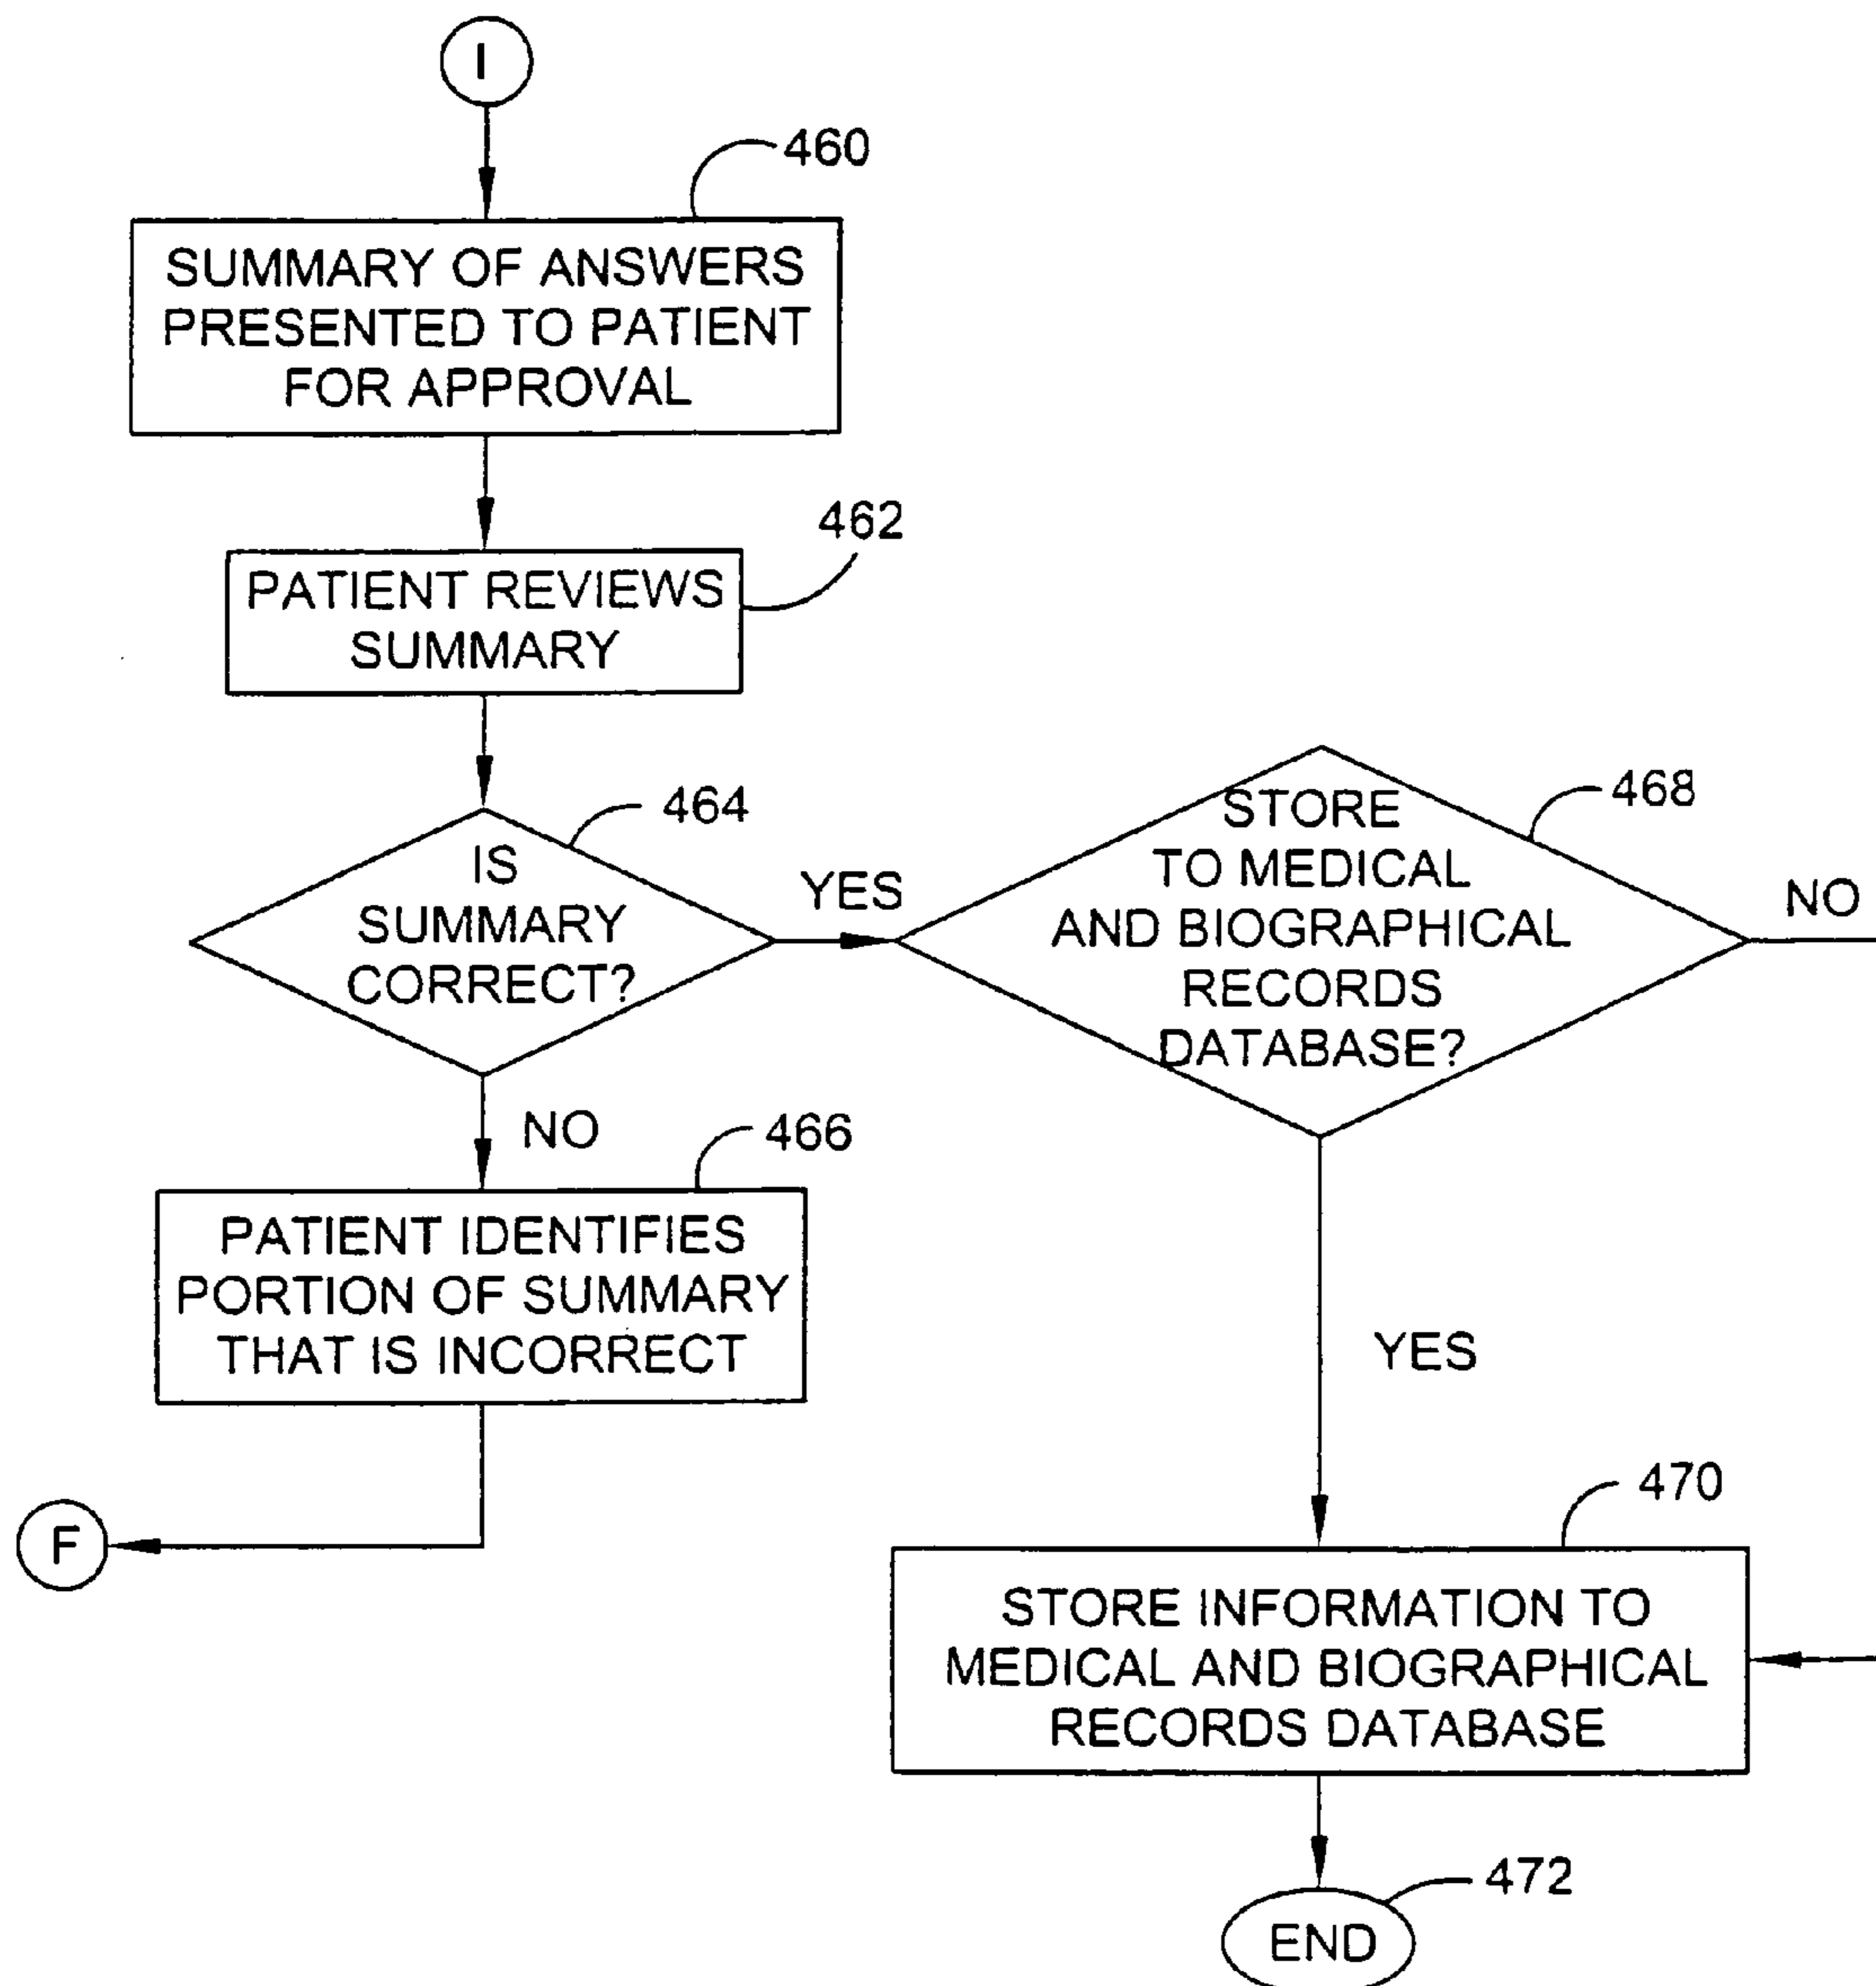 I
460
SUMMARY OF ANSWERS
PRESENTED TO PATIENT
FOR APPROVAL
462
PATIENT REVIEWS
SUMMARY
464
IS
SUMMARY
CORRECT?
YES
468
STORE
TO MEDICAL
AND BIOGRAPHICAL
RECORDS
DATABASE?
NO
NO
466
PATIENT IDENTIFIES
PORTION OF SUMMARY
THAT IS INCORRECT
F
YES
470
STORE INFORMATION TO
MEDICAL AND BIOGRAPHICAL
RECORDS DATABASE
472
END